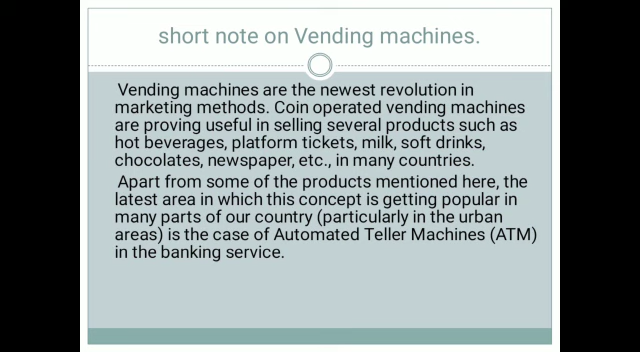 short note on Vending machines.
Vending machines are the newest revolution in
marketing methods. Coin operated vending machines
are proving useful in selling several products such as
hot beverages, platform tickets, milk, soft drinks,
chocolates, newspaper, etc., in many countries.
Apart from some of the products mentioned here, the
latest area in which this concept is getting popular in
many parts of our country (particularly in the urban
areas) is the case of Automated Teller Machines (ATM)
in the banking service.